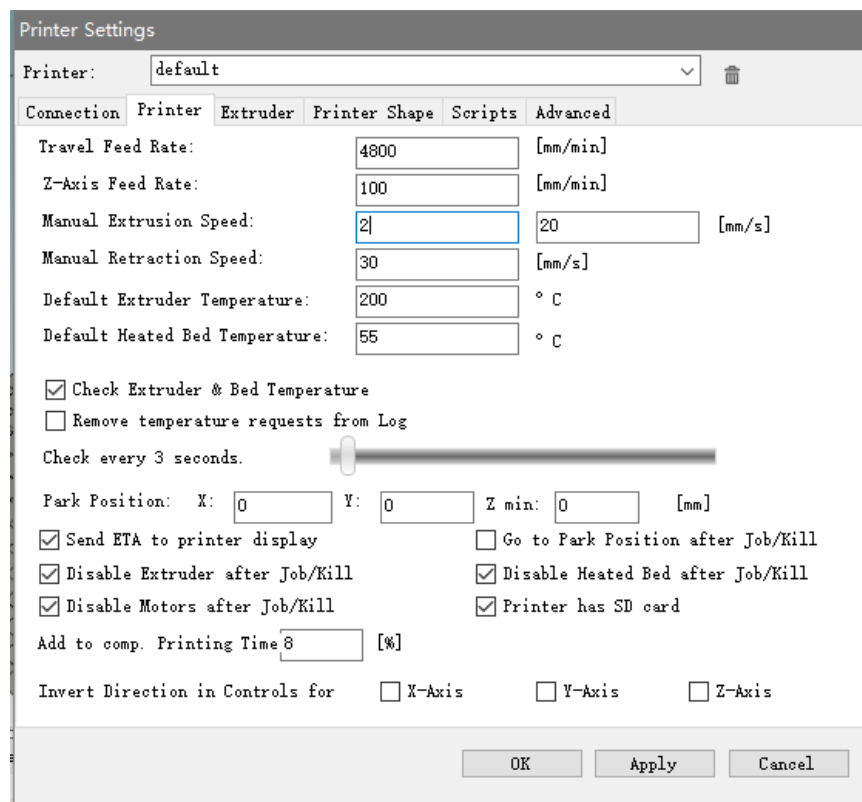 Printer Settings
Printer: default
Connection Printer Extruder Printer Shape Scripts Advanced
Travel Feed Rate: 4800 [mm/min]
Z-Axis Feed Rate: 100 [mm/min]
Manual Extrusion Speed: 2 20 [mm/s]
Manual Retraction Speed: 30 [mm/s]
Default Extruder Temperature: 200 ° C
Default Heated Bed Temperature: 55 ° C
Check Extruder & Bed Temperature
Remove temperature requests from Log
Check every 3 seconds.
Park Position: X: 0 Y: 0 Z min: 0 [mm]
Send ETA to printer display Go to Park Position after Job/Kill
Disable Extruder after Job/Kill Disable Heated Bed after Job/Kill
Disable Motors after Job/Kill Printer has SD card
Add to comp. Printing Time 8 [%]
Invert Direction in Controls for X-Axis Y-Axis Z-Axis
OK Apply Cancel